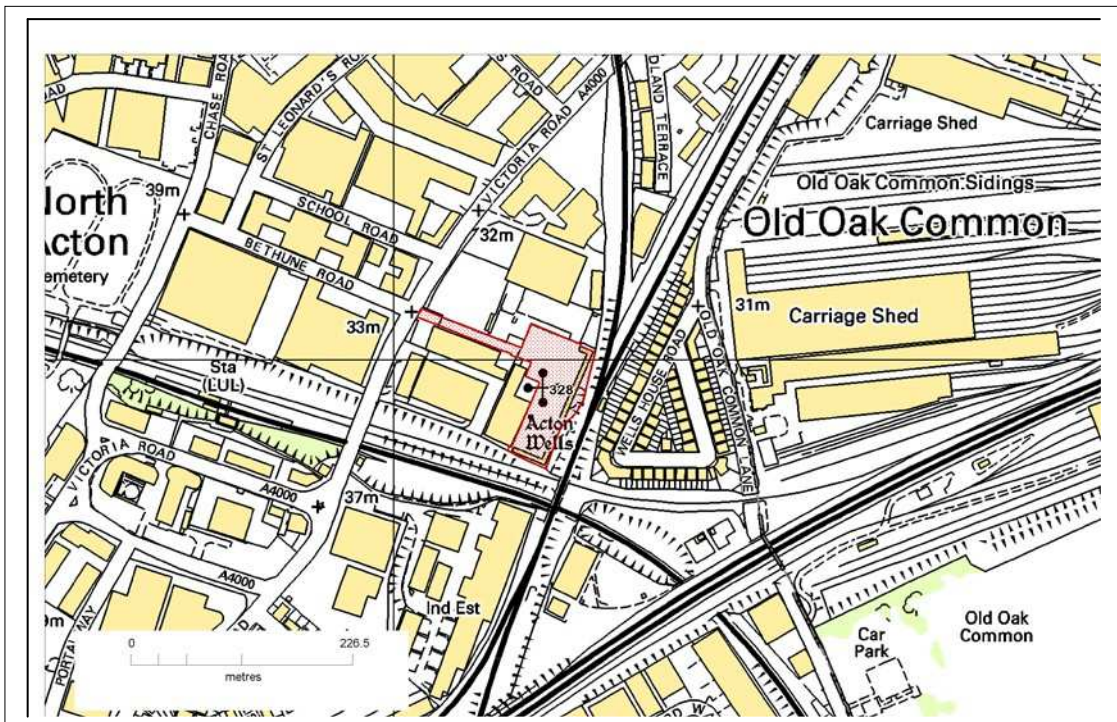 CHASE ROA
ST LEONARD'S RO
S ROAD
VICTORIA ROAD A4000
DLAND TERRACE
Carriage Shed
Old Oak Common Sidings
Old Oak Common
39m
North
Acton
emetery
SCHOOL ROAD
BETHUNE ROAD
32m
33m
31m
Carriage Shed
Sta
(LUL)
328
Acton
Wells
WELLS HOUSE ROAD
OLD OAK COMMON LANE
VICTORIA ROAD
A4000
37m
A4000
Ind Est
9m
PORTAL WAY
Car
Park
Old Oak
Common
0
226.5
metres